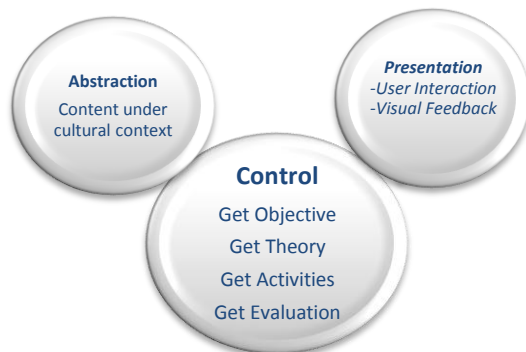 Abstraction
Content under
cultural context
Presentation
-User Interaction
-Visual Feedback
Control
Get Objective
Get Theory
Get Activities
Get Evaluation